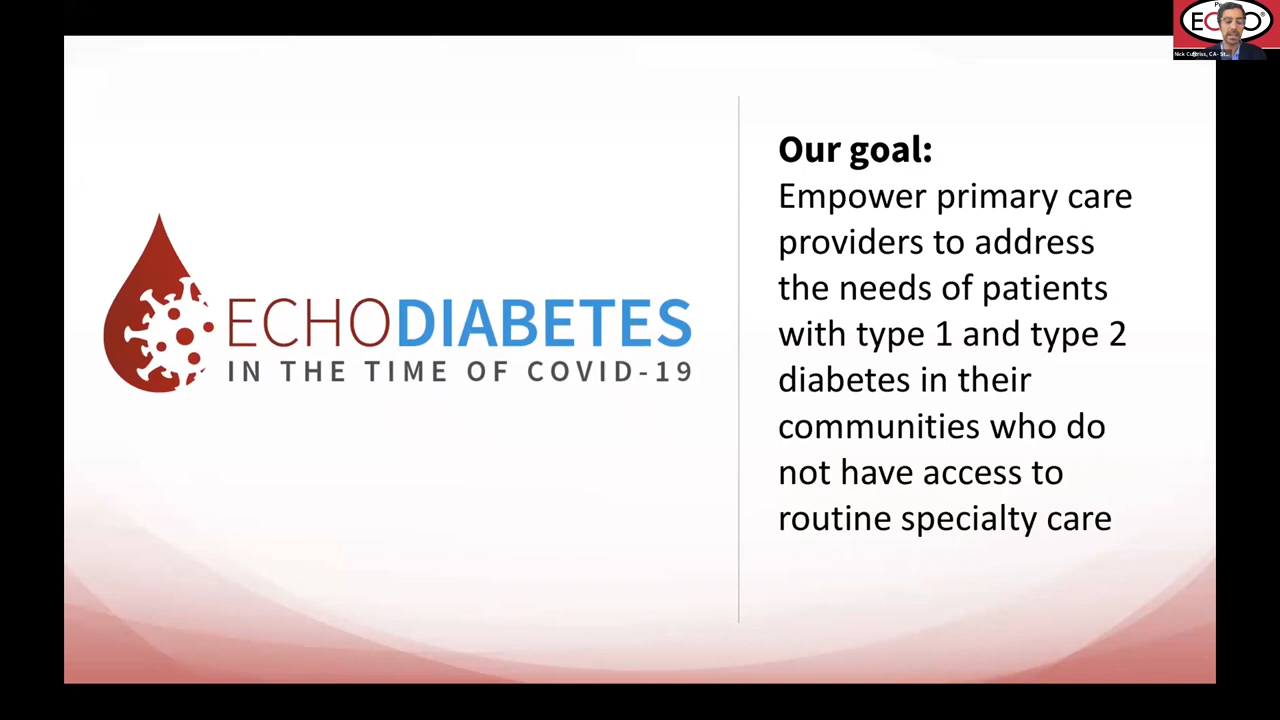 ECHO®
ECHODIABETES
IN THE TIME OF COVID-19
Our goal:
Empower primary care
providers to address
the needs of patients
with type 1 and type 2
diabetes in their
communities who do
not have access to
routine specialty care